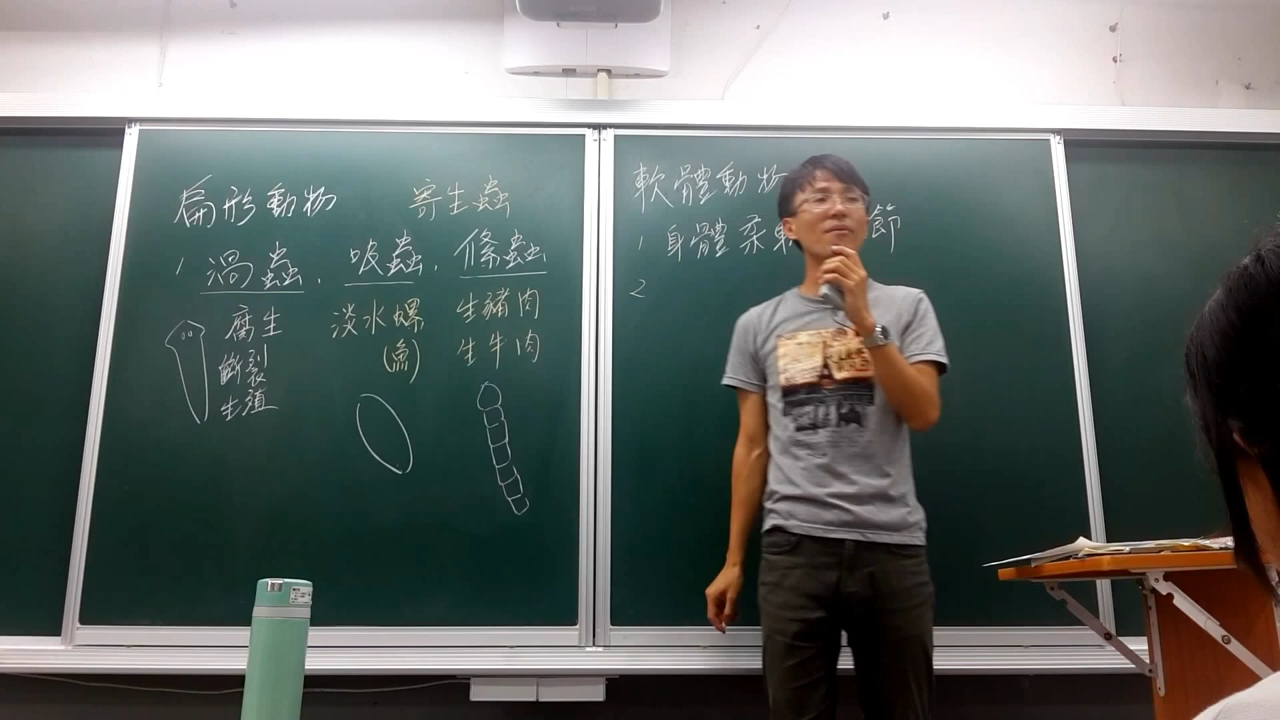 扁形動物 寄生蟲
1 渦蟲. 吸蟲. 條蟲
腐生 淡水螺 生豬肉
斷裂 (魚) 生牛肉
生殖
軟體動物
1 身體柔軟 節
2